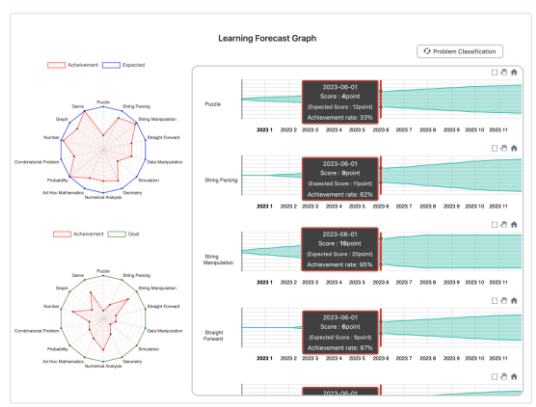 Learning Forecast Graph
Problem Classification
Acheivement
Expected
Puzzle
String Parsing
String Manipulation
Straight Forward
Data Manipulation
Simulation
Geometry
Numerical Analysis
Ad Hoc Mathematics
Probability
Combinatorial Problem
Number
Graph
Game
Achievement
Goal
Puzzle
String Parsing
String Manipulation
Straight Forward
Data Manipulation
Simulation
Geometry
Numerical Analysis
Ad Hoc Mathematics
Probability
Combinatorial Problem
Number
Graph
Game
Puzzle
2023-06-01
Score : 4point
(Expected Score : 12point)
Achievement rate: 33%
2023 1 2023 2 2023 3 2023 4 2023 5 2023 6 2023 7 2023 8 2023 9 2023 10 2023 11
String Parsing
2023-06-01
Score : 9point
(Expected Score : 11point)
Achievement rate: 82%
2023 1 2023 2 2023 3 2023 4 2023 5 2023 6 2023 7 2023 8 2023 9 2023 10 2023 11
String
Manipulation
2023-06-01
Score : 19point
(Expected Score : 20point)
Achievement rate: 95%
2023 1 2023 2 2023 3 2023 4 2023 5 2023 6 2023 7 2023 8 2023 9 2023 10 2023 11
Straight
Forward
2023-06-01
Score : 6point
(Expected Score : 9point)
Achievement rate: 67%
2023 1 2023 2 2023 3 2023 4 2023 5 2023 6 2023 7 2023 8 2023 9 2023 10 2023 11
2023-06-01